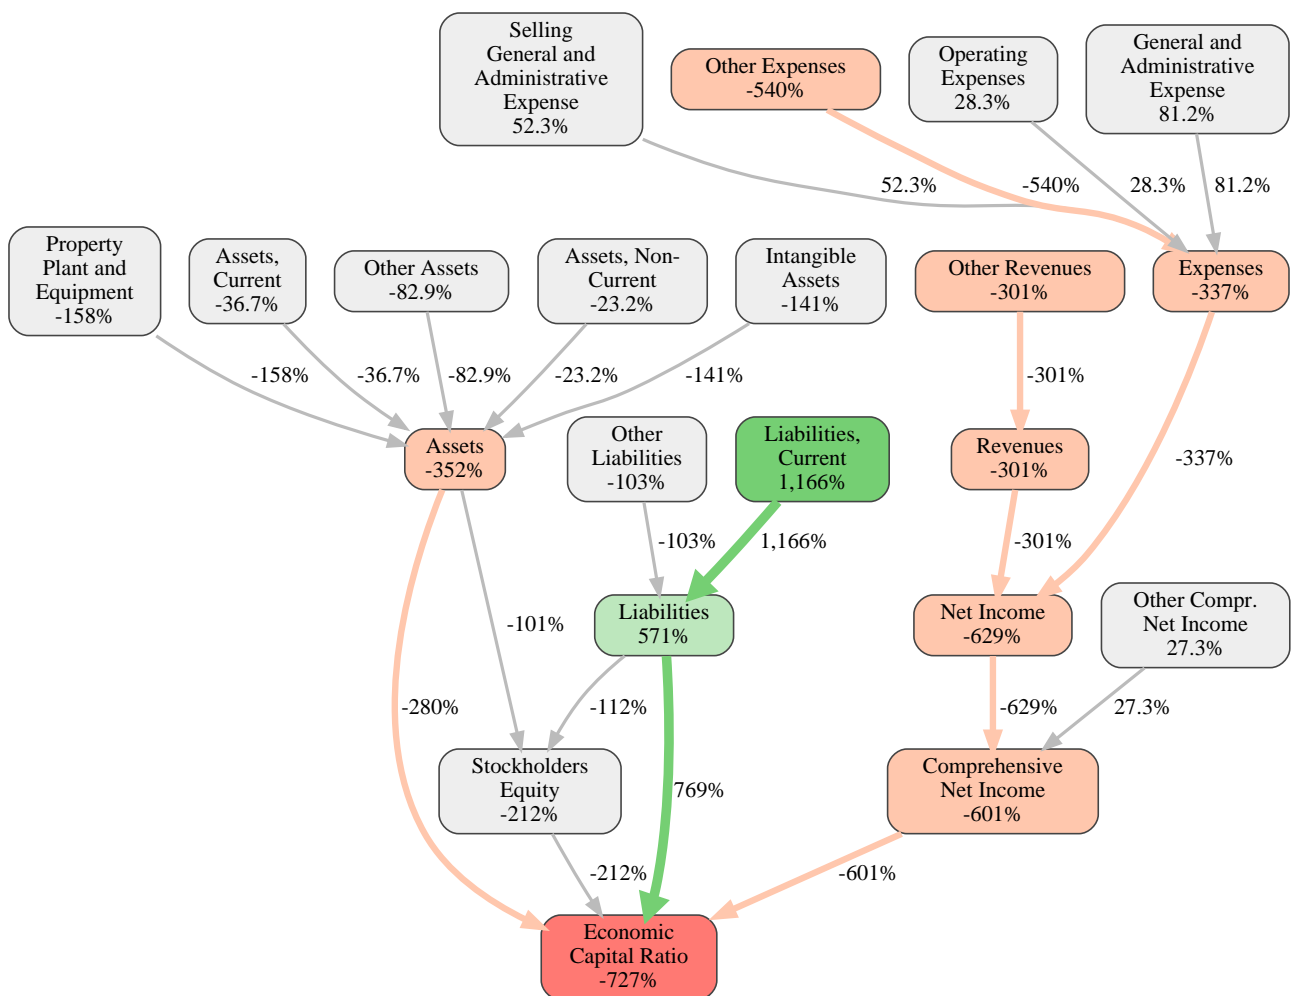 Selling
General and
Administrative
Expense
52.3%
Other Expenses
-540%
Operating
Expenses
28.3%
General and
Administrative
Expense
81.2%
52.3%
-540%
28.3%
81.2%
Property
Plant and
Equipment
-158%
Assets,
Current
-36.7%
Other Assets
-82.9%
Assets, Non-
Current
-23.2%
Intangible
Assets
-141%
Other Revenues
-301%
Expenses
-337%
-158%
-36.7%
-82.9%
-23.2%
-141%
-301%
-337%
Assets
-352%
Other
Liabilities
-103%
Liabilities,
Current
1,166%
Revenues
-301%
-103%
1,166%
-301%
-101%
Liabilities
571%
Net Income
-629%
Other Compr.
Net Income
27.3%
-280%
-112%
769%
-629%
27.3%
Stockholders
Equity
-212%
Comprehensive
Net Income
-601%
-212%
-601%
Economic
Capital Ratio
-727%